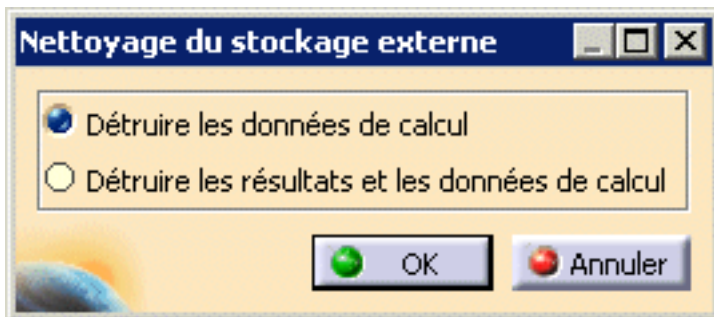 Nettoyage du stockage externe
Détruire les données de calcul
Détruire les résultats et les données de calcul
OK Annuler